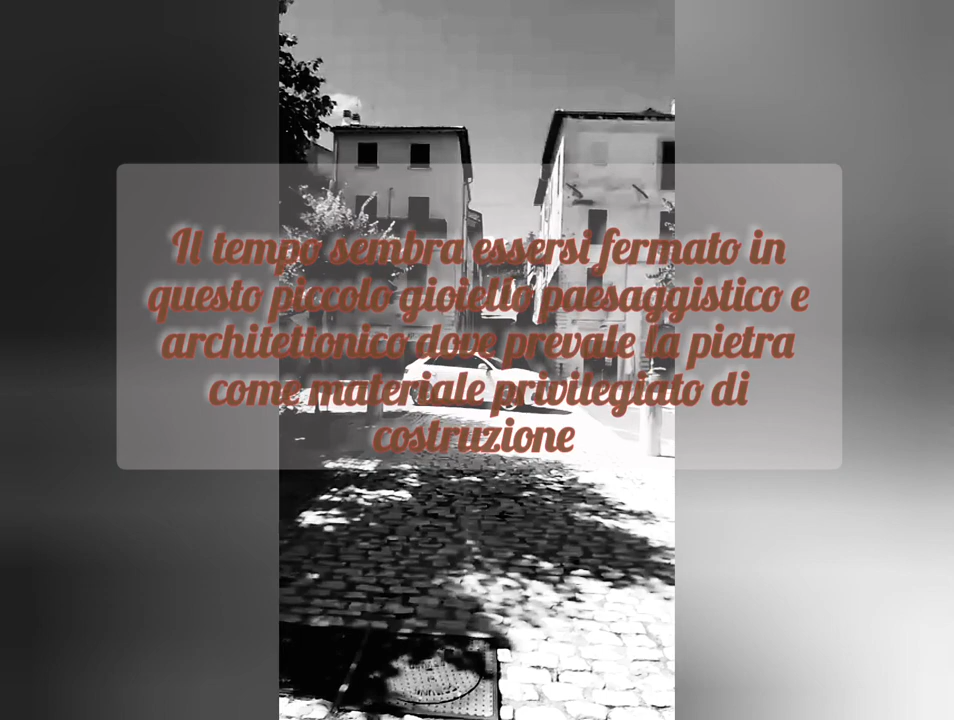 Il tempo sembra essersi fermato in
questo piccolo gioiello paesaggistico e
architettonico dove prevale la pietra
come materiale privilegiato di
costruzione